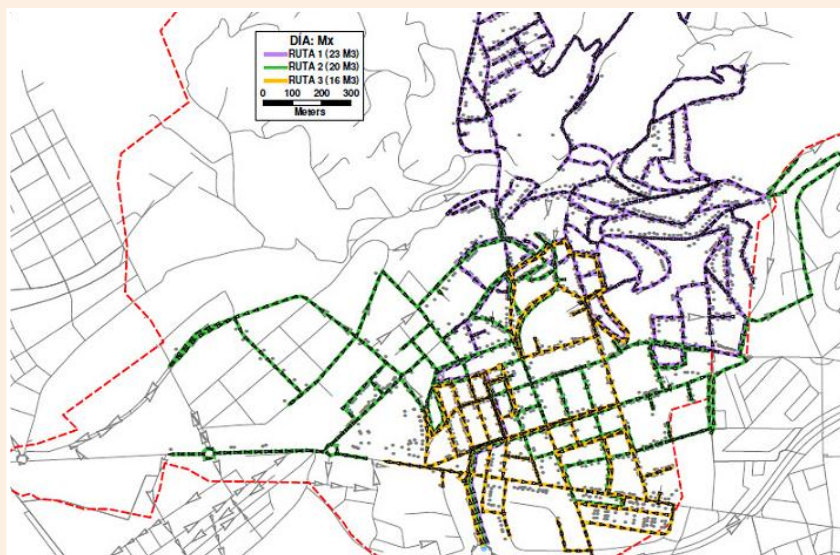 DÍA: Mx
RUTA 1 (23 M3)
RUTA 2 (20 M3)
RUTA 3 (16 M3)
0 100 200 300
Meters